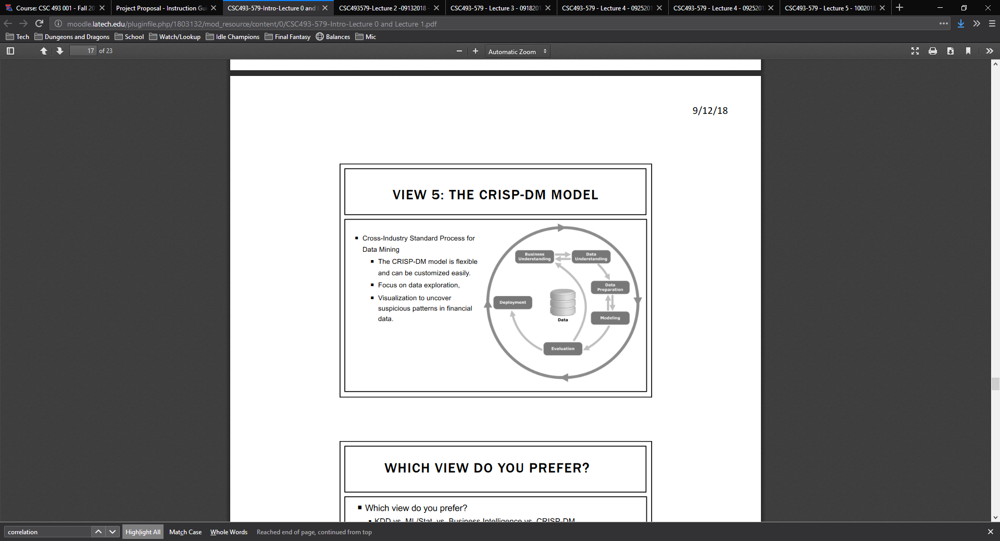 Course: CSC 493 001 - Fall 20
Project Proposal - Instruction Gui
CSC493-579-Intro-Lecture 0 and L
CSC493579-Lecture 2 -09132018 -
CSC493-579 - Lecture 3 - 0918201
CSC493-579 - Lecture 4 - 0925201
CSC493-579 - Lecture 4 - 0925201
CSC493-579 - Lecture 5 - 1002018
moodle.latech.edu/pluginfile.php/1803132/mod_resource/content/0/CSC493-579-Intro-Lecture 0 and Lecture 1.pdf
Tech
Dungeons and Dragons
School
Watch/Lookup
Idle Champions
Final Fantasy
Balances
Mic
17 of 23
Automatic Zoom
9/12/18
VIEW 5: THE CRISP-DM MODEL
Cross-Industry Standard Process for
Data Mining
The CRISP-DM model is flexible
and can be customized easily.
Focus on data exploration,
Visualization to uncover
suspicious patterns in financial
data.
Business
Understanding
Data
Understanding
Data
Preparation
Modeling
Evaluation
Deployment
Data
WHICH VIEW DO YOU PREFER?
Which view do you prefer?
KDD vs. ML/Stat. vs. Business Intelligence vs. CRISP-DM
correlation
Highlight All
Match Case
Whole Words
Reached end of page, continued from top